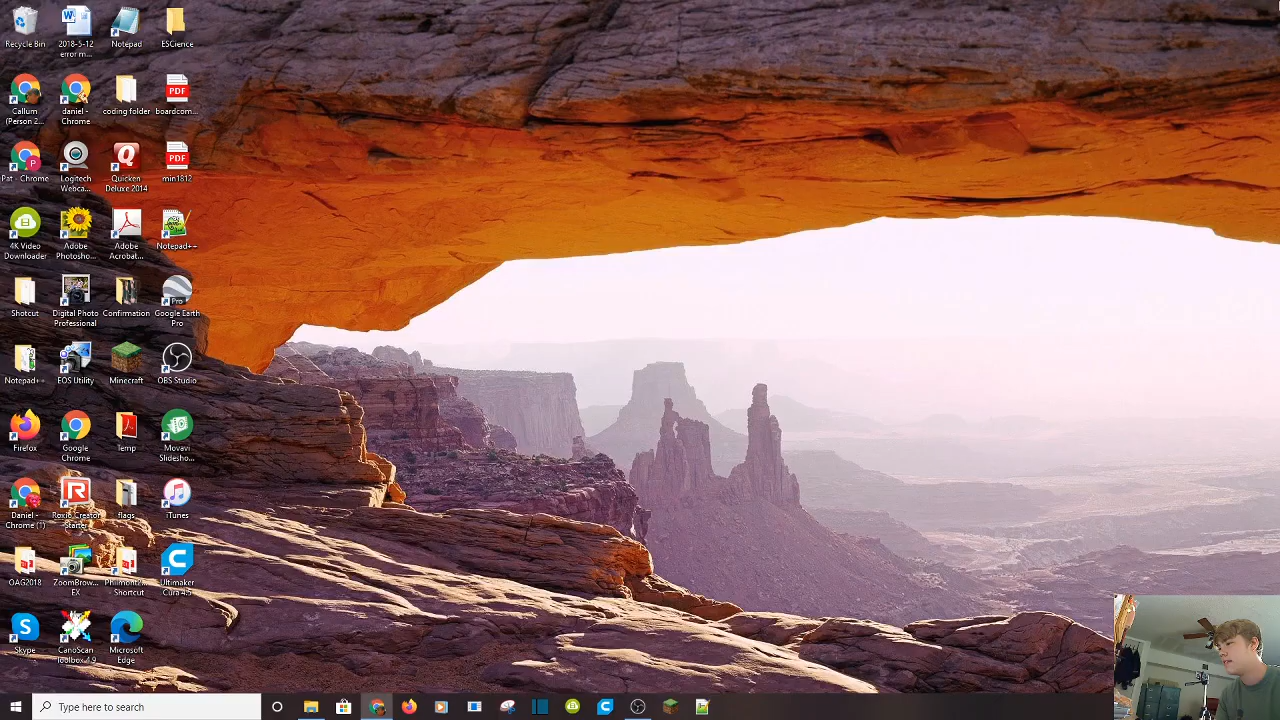 Recycle Bin
2018-5-12 error m...
Notepad
ESCience
Callum (Person 2...
daniel - Chrome
coding folder
boardcom...
Pat - Chrome
Logitech Webca...
Quicken Deluxe 2014
min1812
4K Video Downloader
Adobe Photosho...
Adobe Acrobat...
Notepad++
Shotcut
Digital Photo Professional
Confirmation
Google Earth Pro
Notepad++
EOS Utility
Minecraft
OBS Studio
Firefox
Google Chrome
Temp
Movavi Slidesho...
Daniel - Chrome (1)
Roxio Creator Starter
flags
iTunes
OAG2018
ZoomBrow... EX
Shortcut
Ultimaker Cura 4.5
Skype
CanoScan Toolbox 4.9
Microsoft Edge
Type here to search